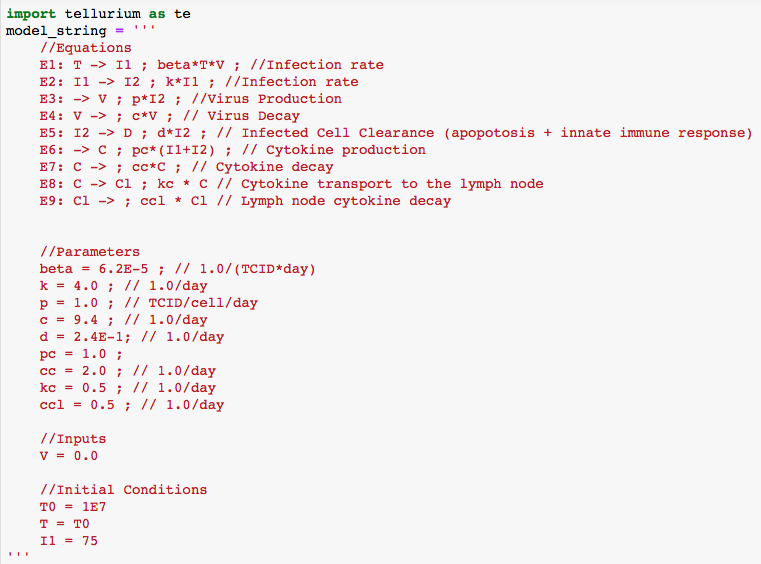 import tellurium as te
model_string = '''
//Equations
E1: T -> I1 ; beta*T*V ; //Infection rate
E2: I1 -> I2 ; k*I1 ; //Infection rate
E3: -> V ; p*I2 ; //Virus Production
E4: V -> ; c*V ; // Virus Decay
E5: I2 -> D ; d*I2 ; // Infected Cell Clearance (apopotosis + innate immune response)
E6: -> C ; pc*(I1+I2) ; // Cytokine production
E7: C -> ; cc*C ; // Cytokine decay
E8: C -> Cl ; kc * C // Cytokine transport to the lymph node
E9: Cl -> ; ccl * Cl // Lymph node cytokine decay
//Parameters
beta = 6.2E-5 ; // 1.0/(TCID*day)
k = 4.0 ; // 1.0/day
p = 1.0 ; // TCID/cell/day
c = 9.4 ; // 1.0/day
d = 2.4E-1; // 1.0/day
pc = 1.0 ;
cc = 2.0 ; // 1.0/day
kc = 0.5 ; // 1.0/day
ccl = 0.5 ; // 1.0/day
//Inputs
V = 0.0
//Initial Conditions
T0 = 1E7
T = T0
I1 = 75
'''